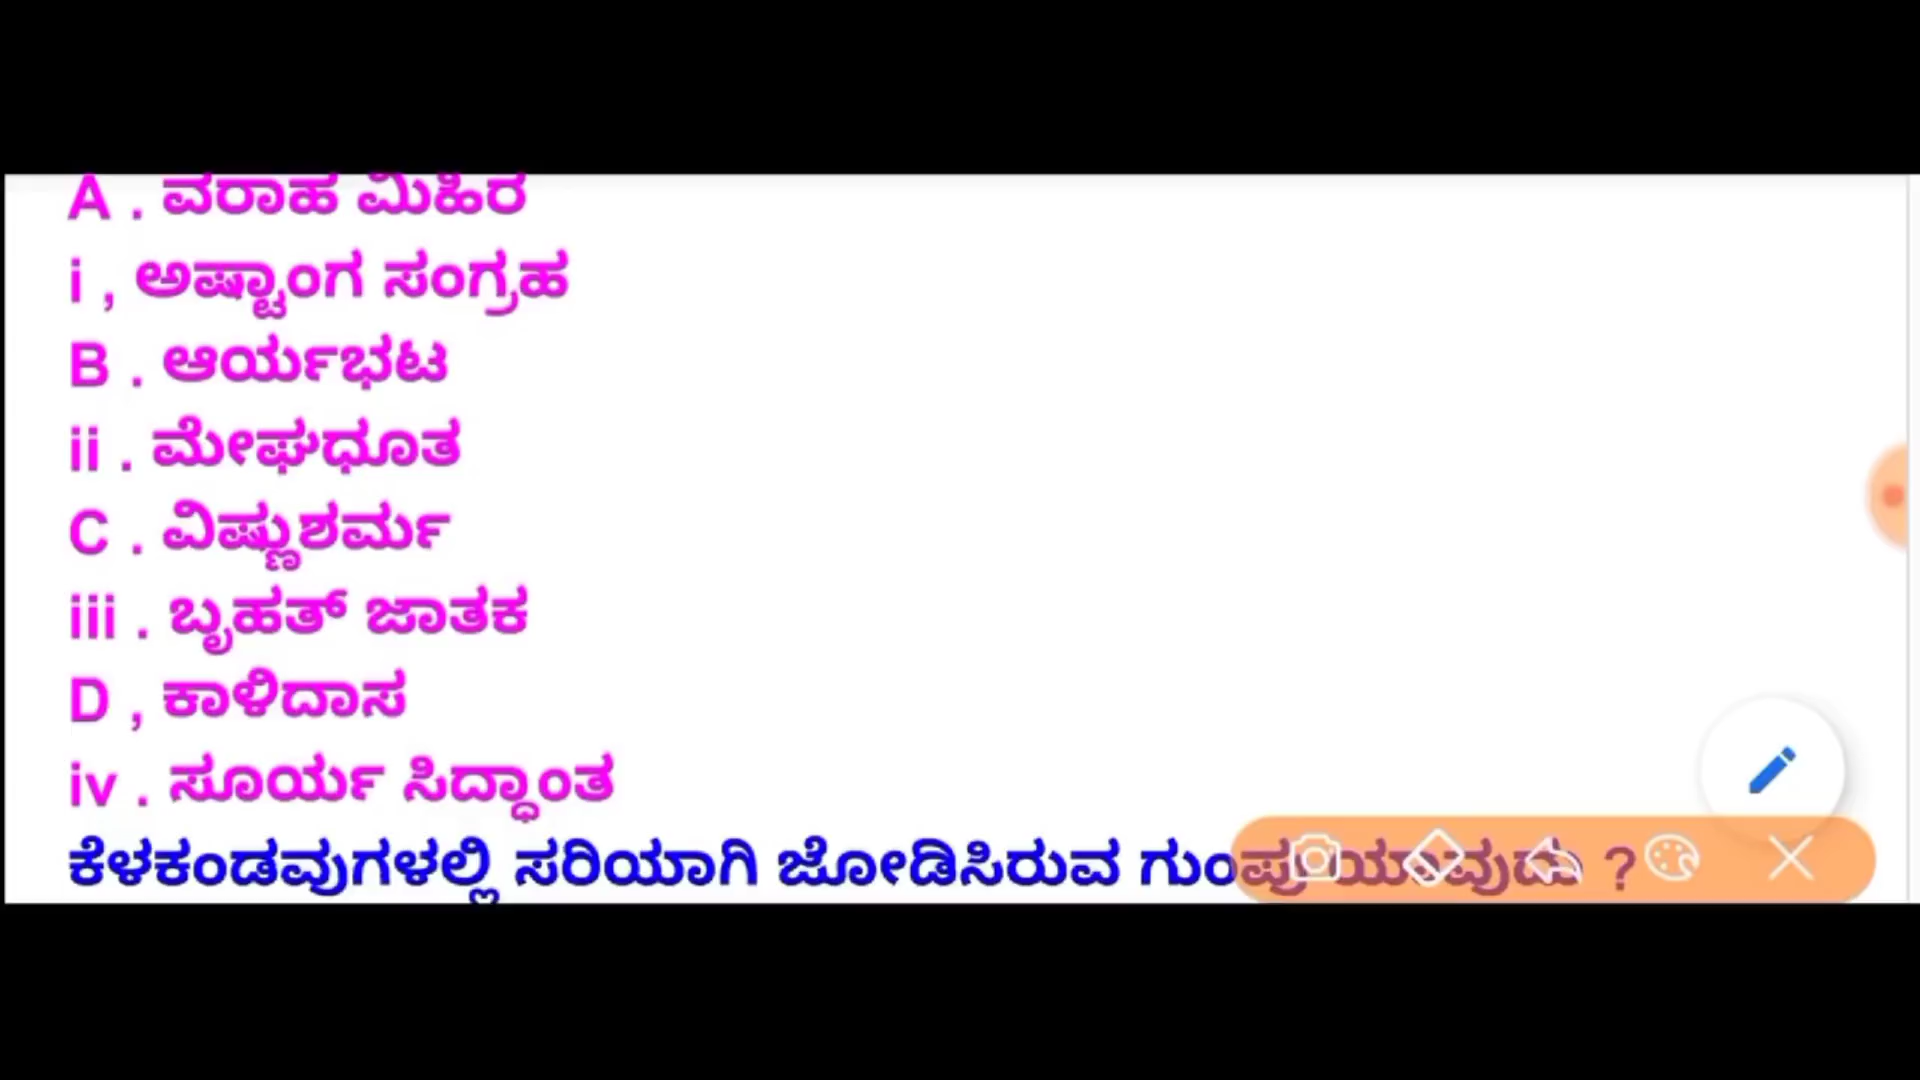 A . ವರಾಹ ಮಿಹಿರ
i , ಅಷ್ಟಾಂಗ ಸಂಗ್ರಹ
B . ಆರ್ಯಭಟ
ii . ಮೇಘಧೂತ
C . ವಿಷ್ಣುಶರ್ಮ
iii . ಬೃಹತ್ ಜಾತಕ
D , ಕಾಳಿದಾಸ
iv . ಸೂರ್ಯ ಸಿದ್ಧಾಂತ
ಕೆಳಕಂಡವುಗಳಲ್ಲಿ ಸರಿಯಾಗಿ ಜೋಡಿಸಿರುವ ಗುಂಪು ಯಾವುದು ?